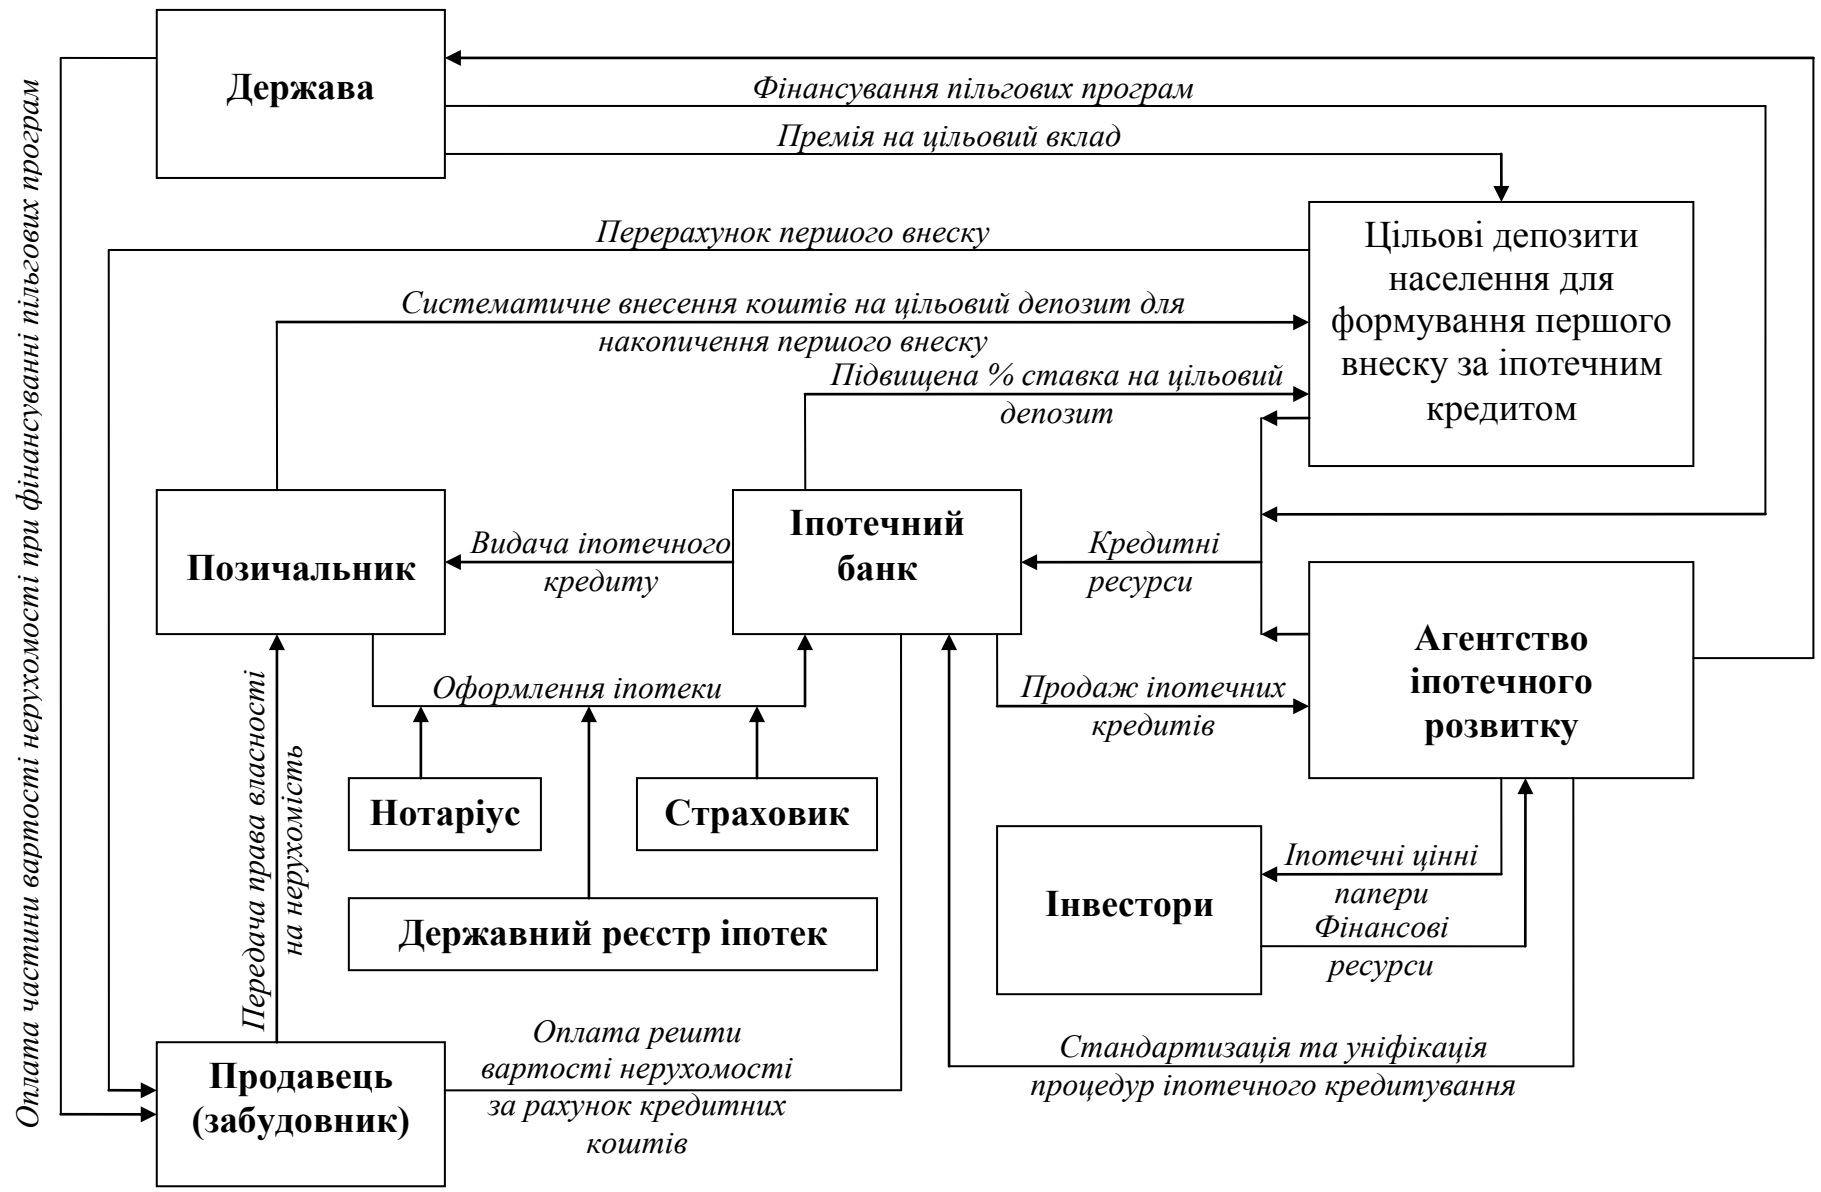 Держава
Фінансування пільгових програм
Премія на цільовий вклад
Оплата частини вартості нерухомості при фінансуванні пільгових програм
Перерахунок першого внеску
Цільові депозити
населення для
формування першого
внеску за іпотечним
кредитом
Систематичне внесення коштів на цільовий депозит для
накопичення першого внеску
Підвищена % ставка на цільовий
депозит
Позичальник
Видача іпотечного
кредиту
Іпотечний
банк
Кредитні
ресурси
Агентство
іпотечного
розвитку
Оформлення іпотеки
Продаж іпотечних
кредитів
Передача права власності
на нерухомість
Нотаріус
Страховик
Державний реєстр іпотек
Інвестори
Іпотечні цінні
папери
Фінансові
ресурси
Продавець
(забудовник)
Оплата решти
вартості нерухомості
за рахунок кредитних
коштів
Стандартизація та уніфікація
процедур іпотечного кредитування